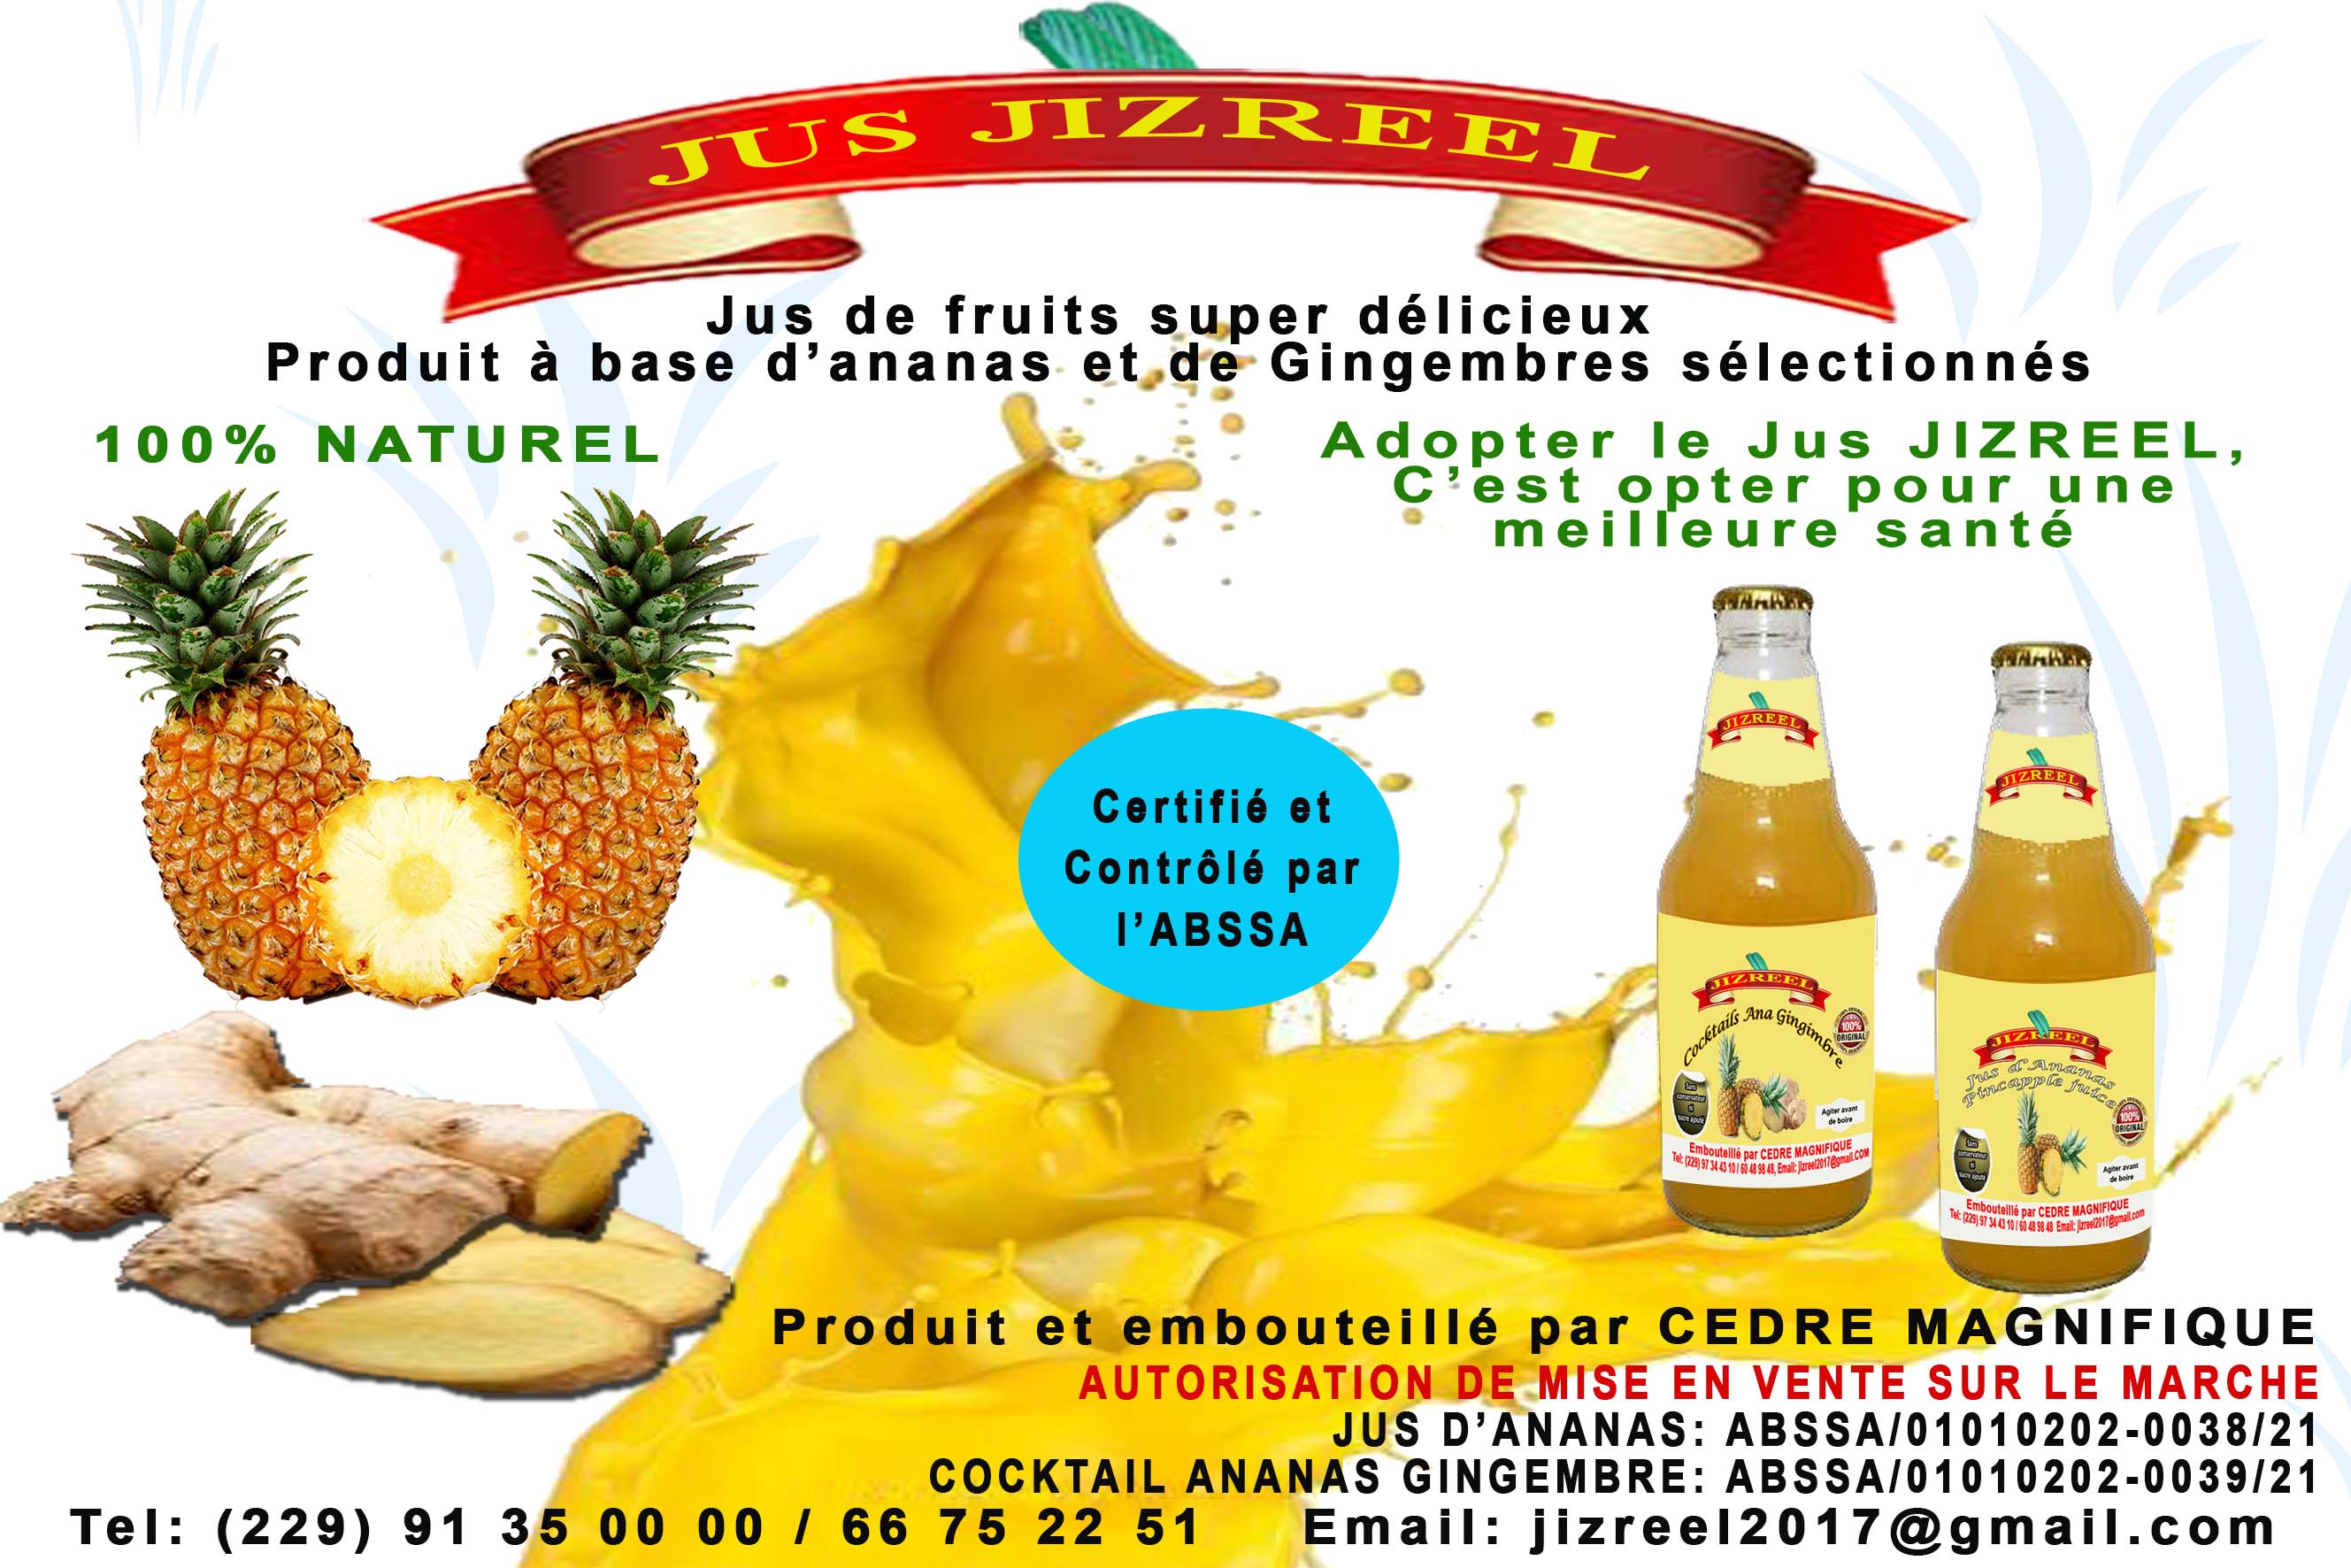 JUS JIZREEL
Jus de fruits super délicieux
Produit à base d’ananas et de Gingembres sélectionnés
100% NATUREL
Adopter le Jus JIZREEL,
C’est opter pour une
meilleure santé
Certifié et
Contrôlé par
l’ABSSA
JIZREEL
JIZREEL
Cocktails Ana Gingimbre
100%
ORIGINAL
Sans
conservateur
ni
sucre ajouté
Agiter avant
de boire
Embouteillé par CEDRE MAGNIFIQUE
Tel: (229) 97 34 43 10 / 60 48 98 48, Email: jizreel2017@gmail.COM
JIZREEL
JIZREEL
Jus d’Ananas
Pineapple juice
100%
ORIGINAL
Sans
conservateur
ni
sucre ajouté
Agiter avant
de boire
Embouteillé par CEDRE MAGNIFIQUE
Tel: (229) 97 34 43 10 / 60 48 98 48 Email: jizreel2017@gmail.com
Produit et embouteillé par CEDRE MAGNIFIQUE
AUTORISATION DE MISE EN VENTE SUR LE MARCHE
JUS D’ANANAS: ABSSA/01010202-0038/21
COCKTAIL ANANAS GINGEMBRE: ABSSA/01010202-0039/21
Tel: (229) 91 35 00 00 / 66 75 22 51 Email: jizreel2017@gmail.com